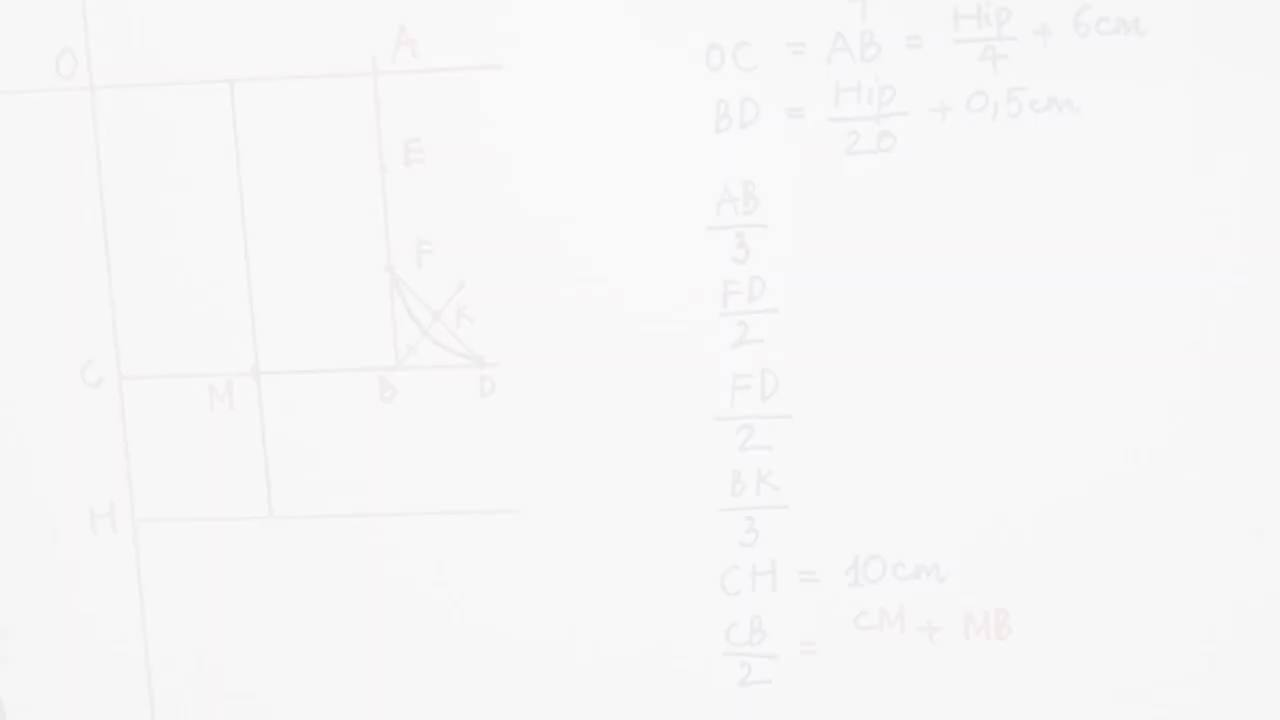 O
A
E
F
K
C
M
B
D
H
OC = AB = Hip/4 + 6cm
BD = Hip/20 + 0,5cm
AB/3
FD/2
FD/2
BK/3
CH = 10cm
CB/2 = CM + MB